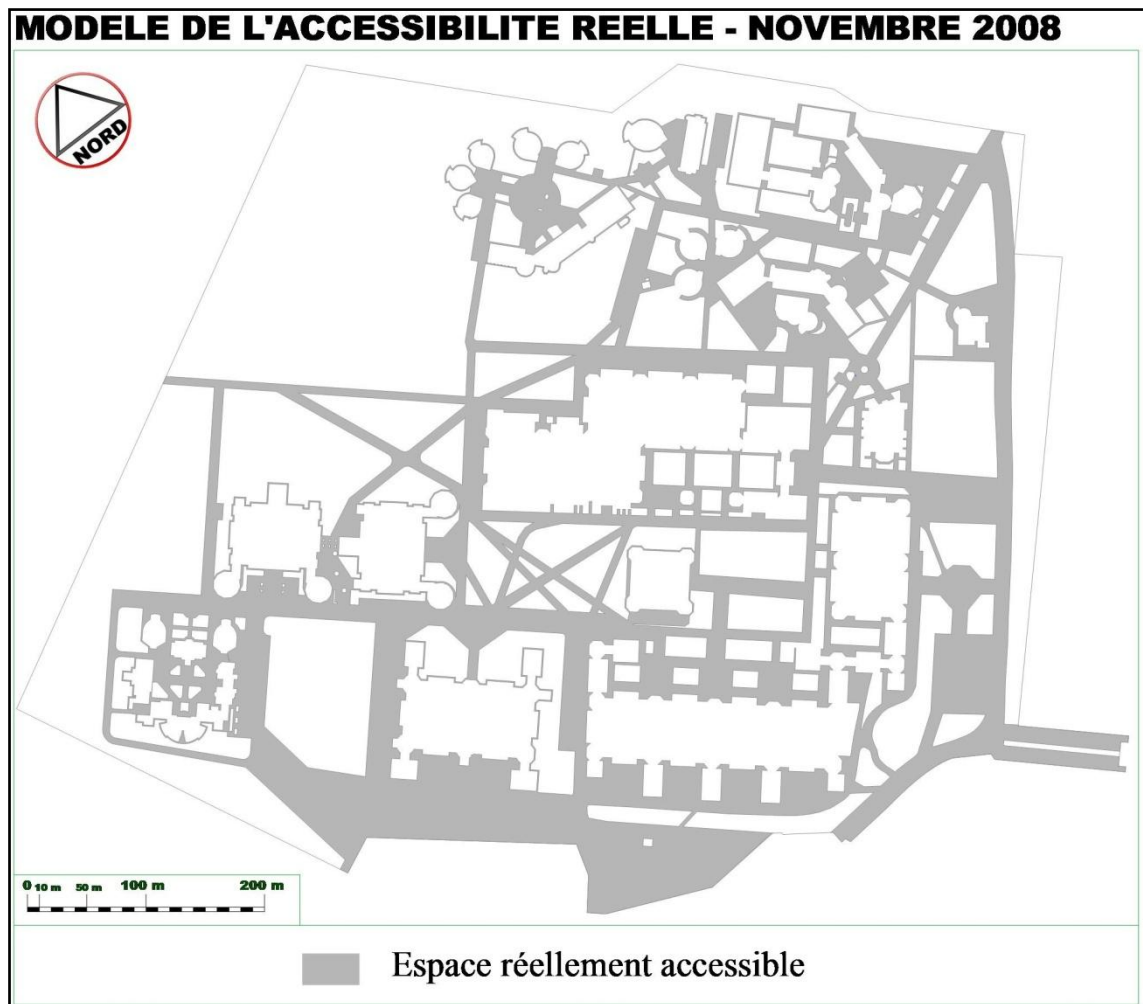 MODELE DE L'ACCESSIBILITE REELLE - NOVEMBRE 2008
NORD
0 10 m 50 m 100 m 200 m
Espace réellement accessible